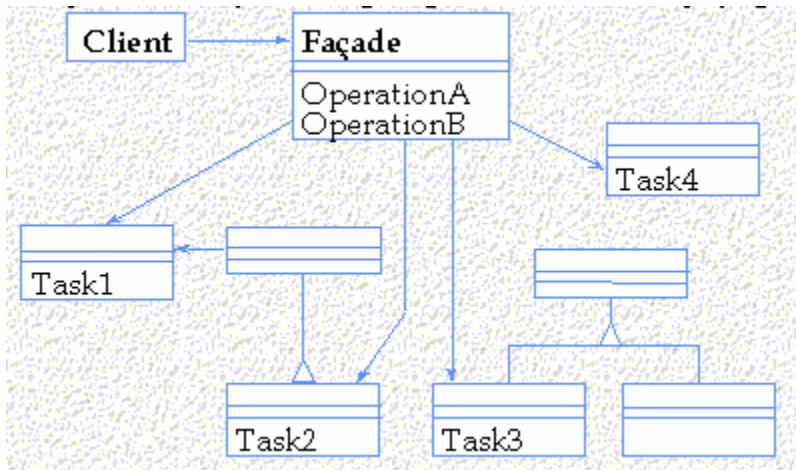 Client
Façade
OperationA
OperationB
Task4
Task1
Task2
Task3